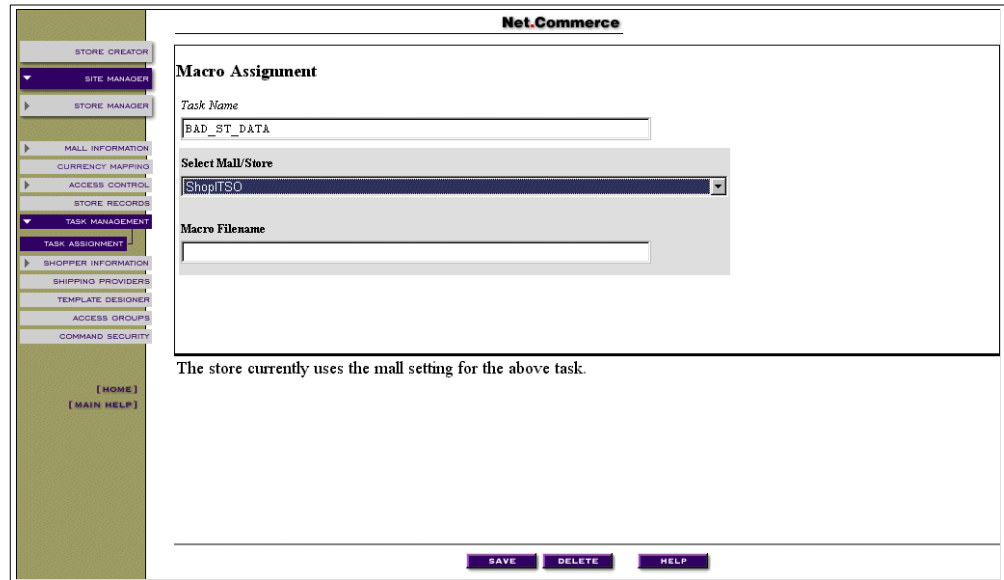 Net.Commerce
STORE CREATOR
SITE MANAGER
STORE MANAGER
MALL INFORMATION
CURRENCY MAPPING
ACCESS CONTROL
STORE RECORDS
TASK MANAGEMENT
TASK ASSIGNMENT
SHOPPER INFORMATION
SHIPPING PROVIDERS
TEMPLATE DESIGNER
ACCESS GROUPS
COMMAND SECURITY
[HOME]
[MAIN HELP]
Macro Assignment
Task Name
BAD_ST_DATA
Select Mall/Store
ShopITSO
Macro Filename
The store currently uses the mall setting for the above task.
SAVE DELETE HELP